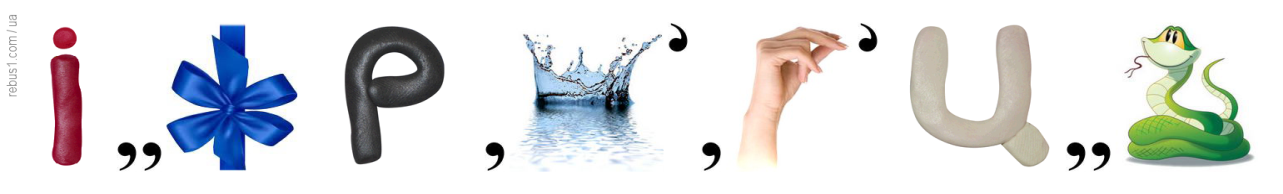 rebus1.com / ua
і ,, Р , ’ , ’ Ц ,,